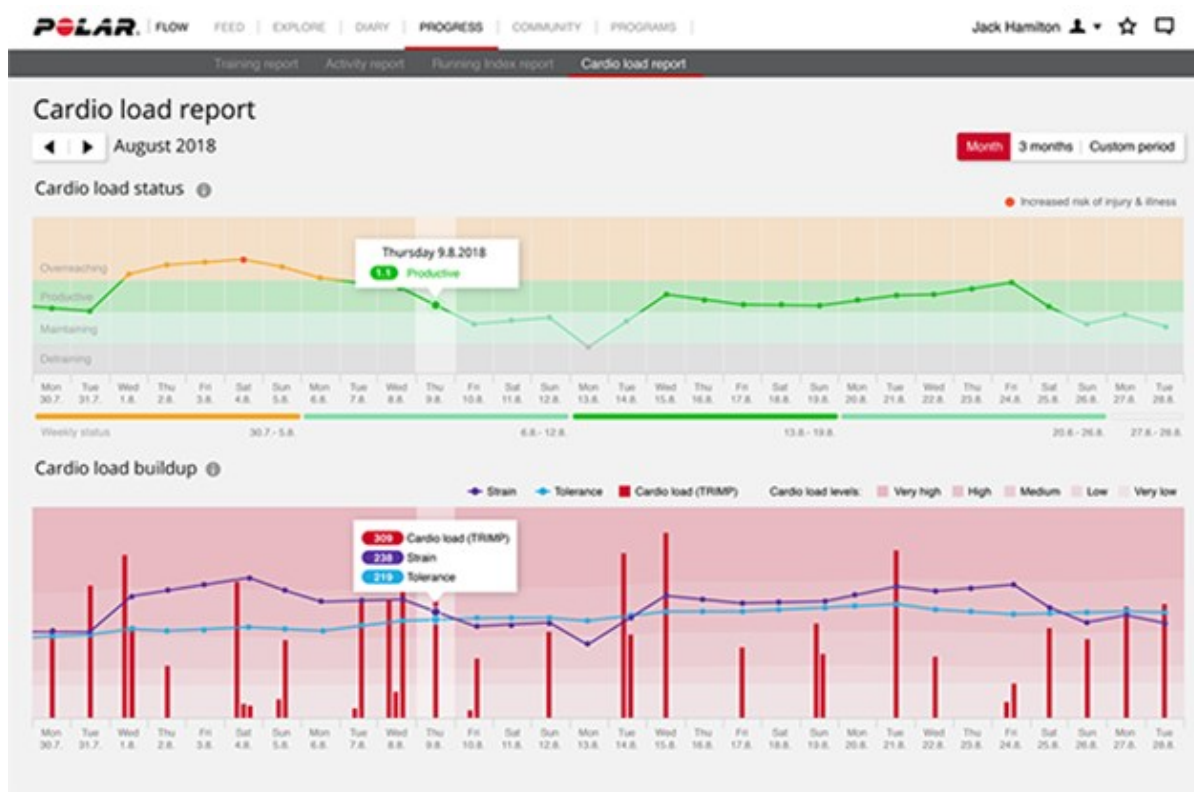 POLAR. FLOW FEED EXPLORE DIARY PROGRESS COMMUNITY PROGRAMS Jack Hamilton
Training report Activity report Running Index report Cardio load report
Cardio load report
August 2018 Month 3 months Custom period
Cardio load status
Increased risk of injury & illness
Thursday 9.8.2018
1.1 Productive
Overreaching
Productive
Maintaining
Detraining
Mon Tue Wed Thu Fri Sat Sun Mon Tue Wed Thu Fri Sat Sun Mon Tue Wed Thu Fri Sat Sun Mon Tue Wed Thu Fri Sat Sun Mon Tue
30.7. 31.7. 1.8. 2.8. 3.8. 4.8. 5.8. 6.8. 7.8. 8.8. 9.8. 10.8. 11.8. 12.8. 13.8. 14.8. 15.8. 16.8. 17.8. 18.8. 19.8. 20.8. 21.8. 22.8. 23.8. 24.8. 25.8. 26.8. 27.8. 28.8.
Weekly status 30.7.- 5.8. 6.8.- 12.8. 13.8.- 19.8. 20.8.- 26.8. 27.8.- 28.8.
Cardio load buildup
Strain Tolerance Cardio load (TRIMP) Cardio load levels: Very high High Medium Low Very low
309 Cardio load (TRIMP)
238 Strain
219 Tolerance
Mon Tue Wed Thu Fri Sat Sun Mon Tue Wed Thu Fri Sat Sun Mon Tue Wed Thu Fri Sat Sun Mon Tue Wed Thu Fri Sat Sun Mon Tue
30.7. 31.7. 1.8. 2.8. 3.8. 4.8. 5.8. 6.8. 7.8. 8.8. 9.8. 10.8. 11.8. 12.8. 13.8. 14.8. 15.8. 16.8. 17.8. 18.8. 19.8. 20.8. 21.8. 22.8. 23.8. 24.8. 25.8. 26.8. 27.8. 28.8.